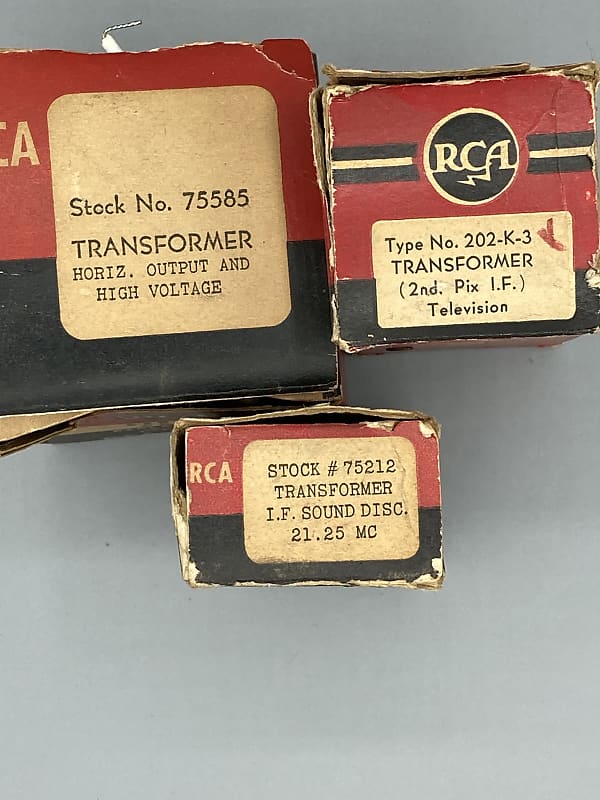 RCA
Stock No. 75585
TRANSFORMER
HORIZ. OUTPUT AND
HIGH VOLTAGE
RCA
Type No. 202-K-3
TRANSFORMER
(2nd. Pix I.F.)
Television
RCA
STOCK # 75212
TRANSFORMER
I.F. SOUND DISC.
21.25 MC